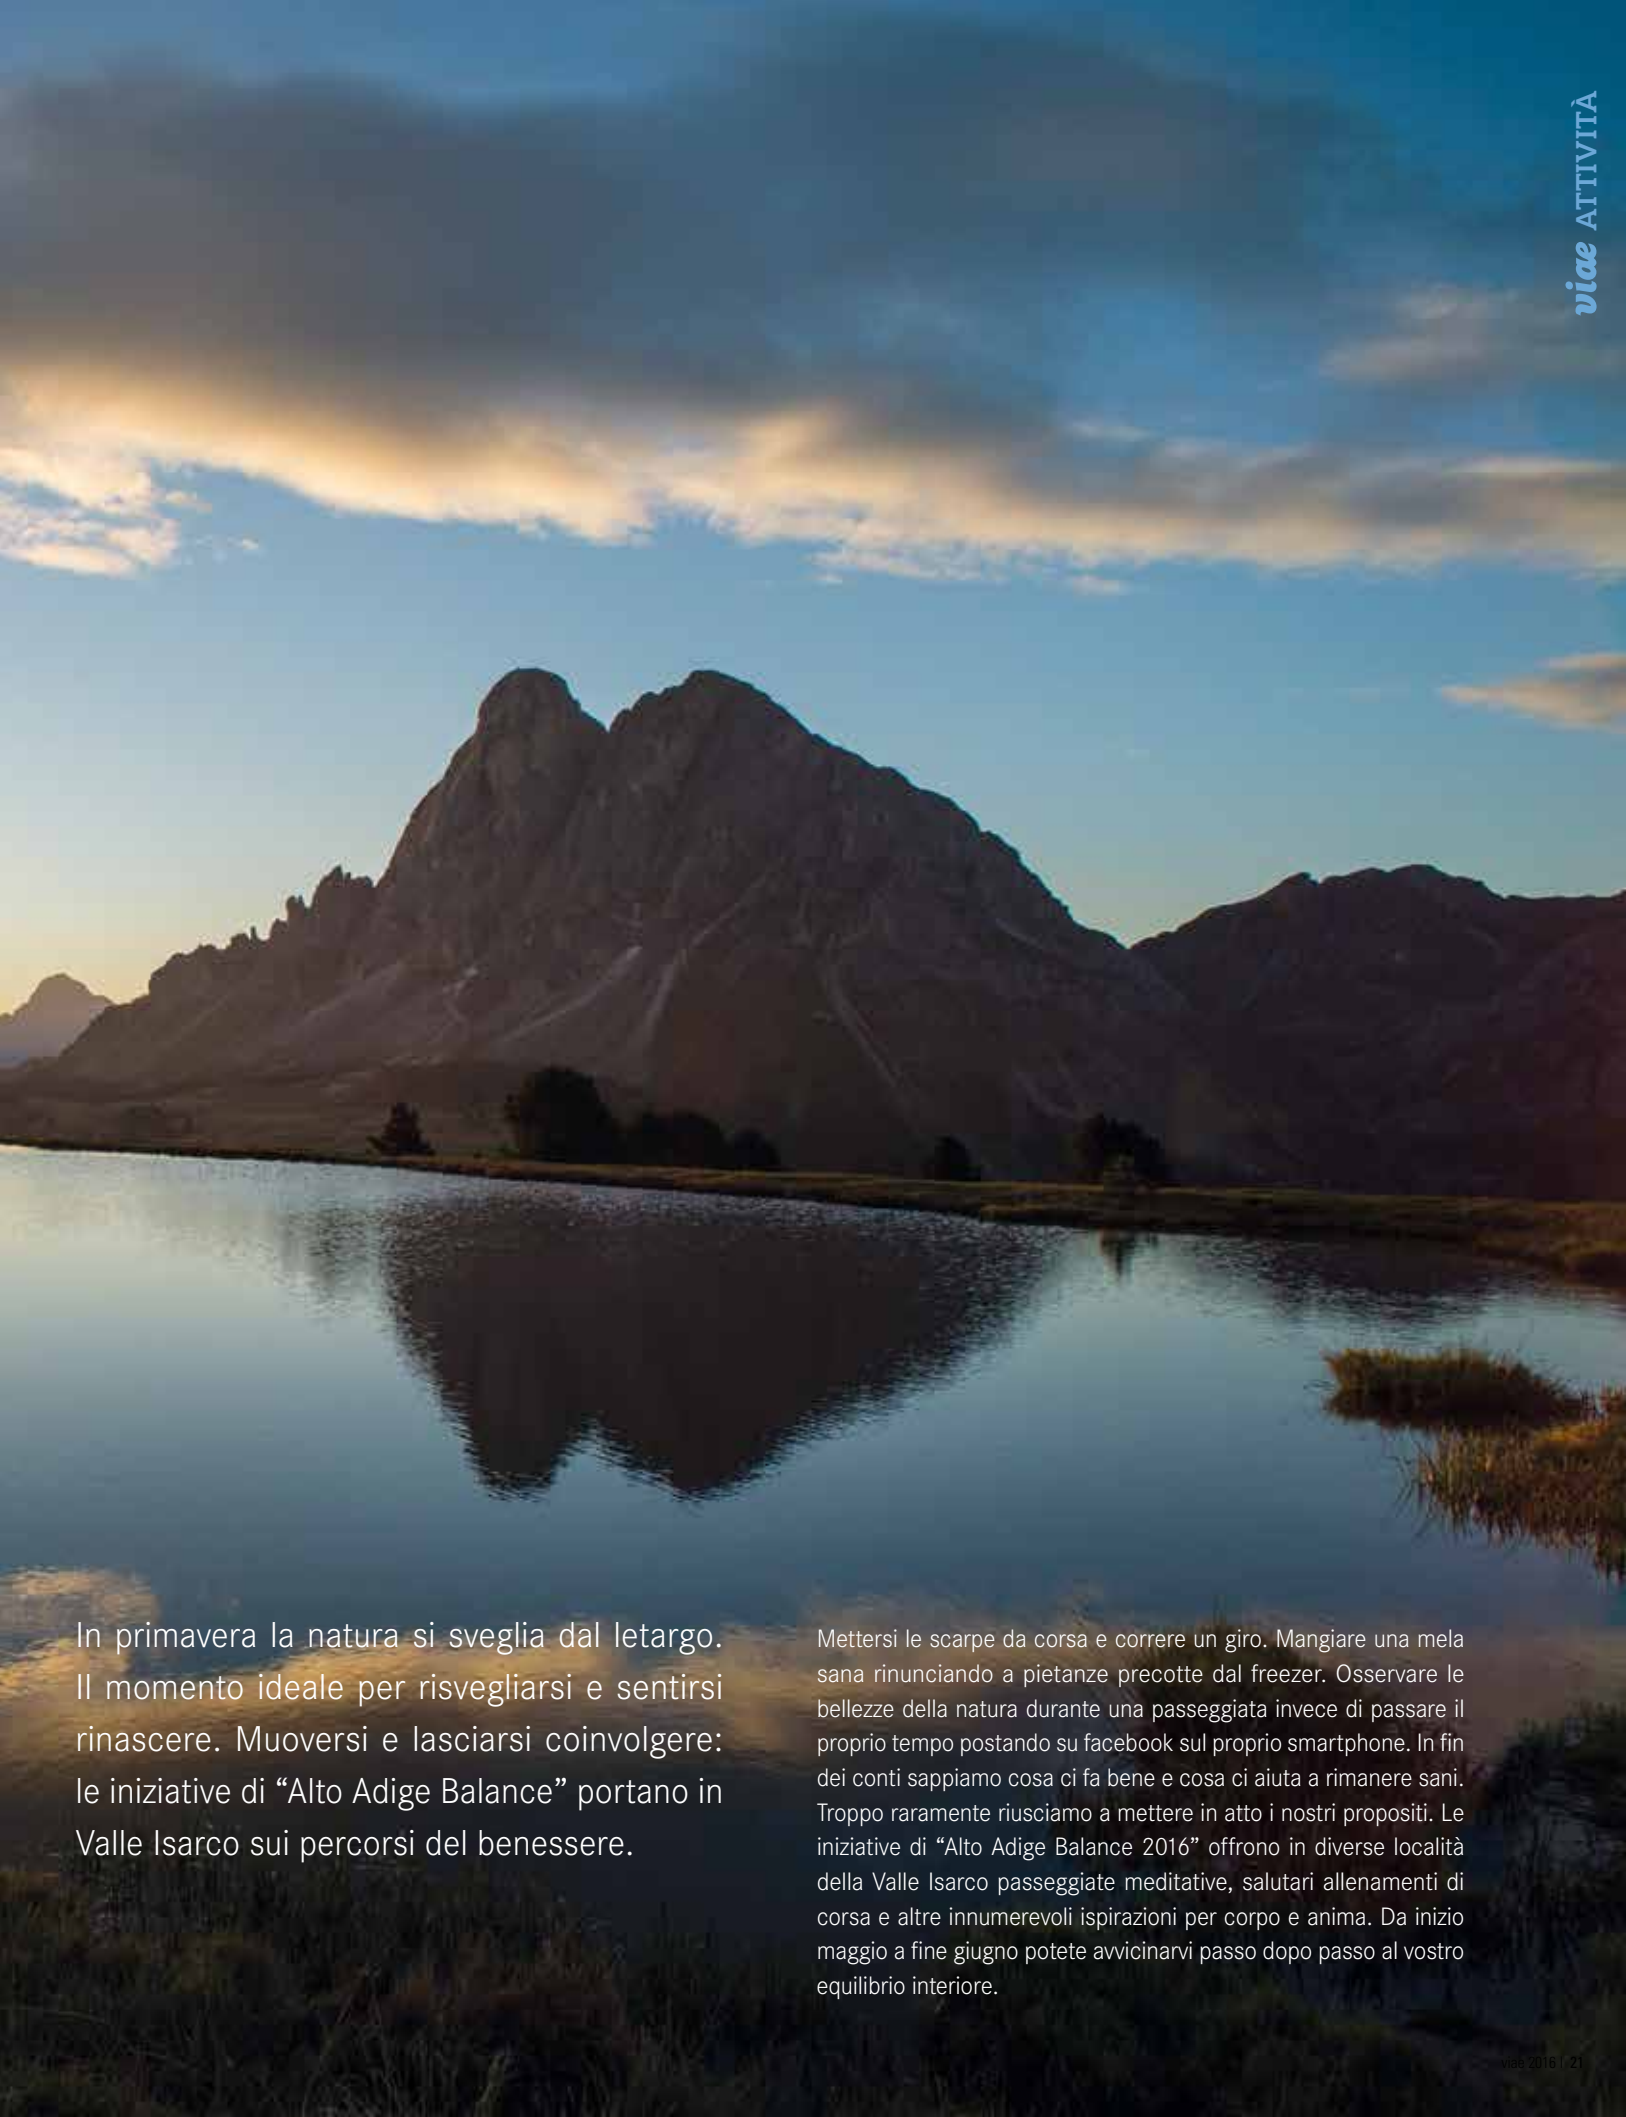 viae ATTIVITÀ
In primavera la natura si sveglia dal letargo.
Il momento ideale per risvegliarsi e sentirsi
rinascere. Muoversi e lasciarsi coinvolgere:
le iniziative di “Alto Adige Balance” portano in
Valle Isarco sui percorsi del benessere.
Mettersi le scarpe da corsa e correre un giro. Mangiare una mela
sana rinunciando a pietanze precotte dal freezer. Osservare le
bellezze della natura durante una passeggiata invece di passare il
proprio tempo postando su facebook sul proprio smartphone. In fin
dei conti sappiamo cosa ci fa bene e cosa ci aiuta a rimanere sani.
Troppo raramente riusciamo a mettere in atto i nostri propositi. Le
iniziative di “Alto Adige Balance 2016” offrono in diverse località
della Valle Isarco passeggiate meditative, salutari allenamenti di
corsa e altre innumerevoli ispirazioni per corpo e anima. Da inizio
maggio a fine giugno potete avvicinarvi passo dopo passo al vostro
equilibrio interiore.
viae 2016 | 21